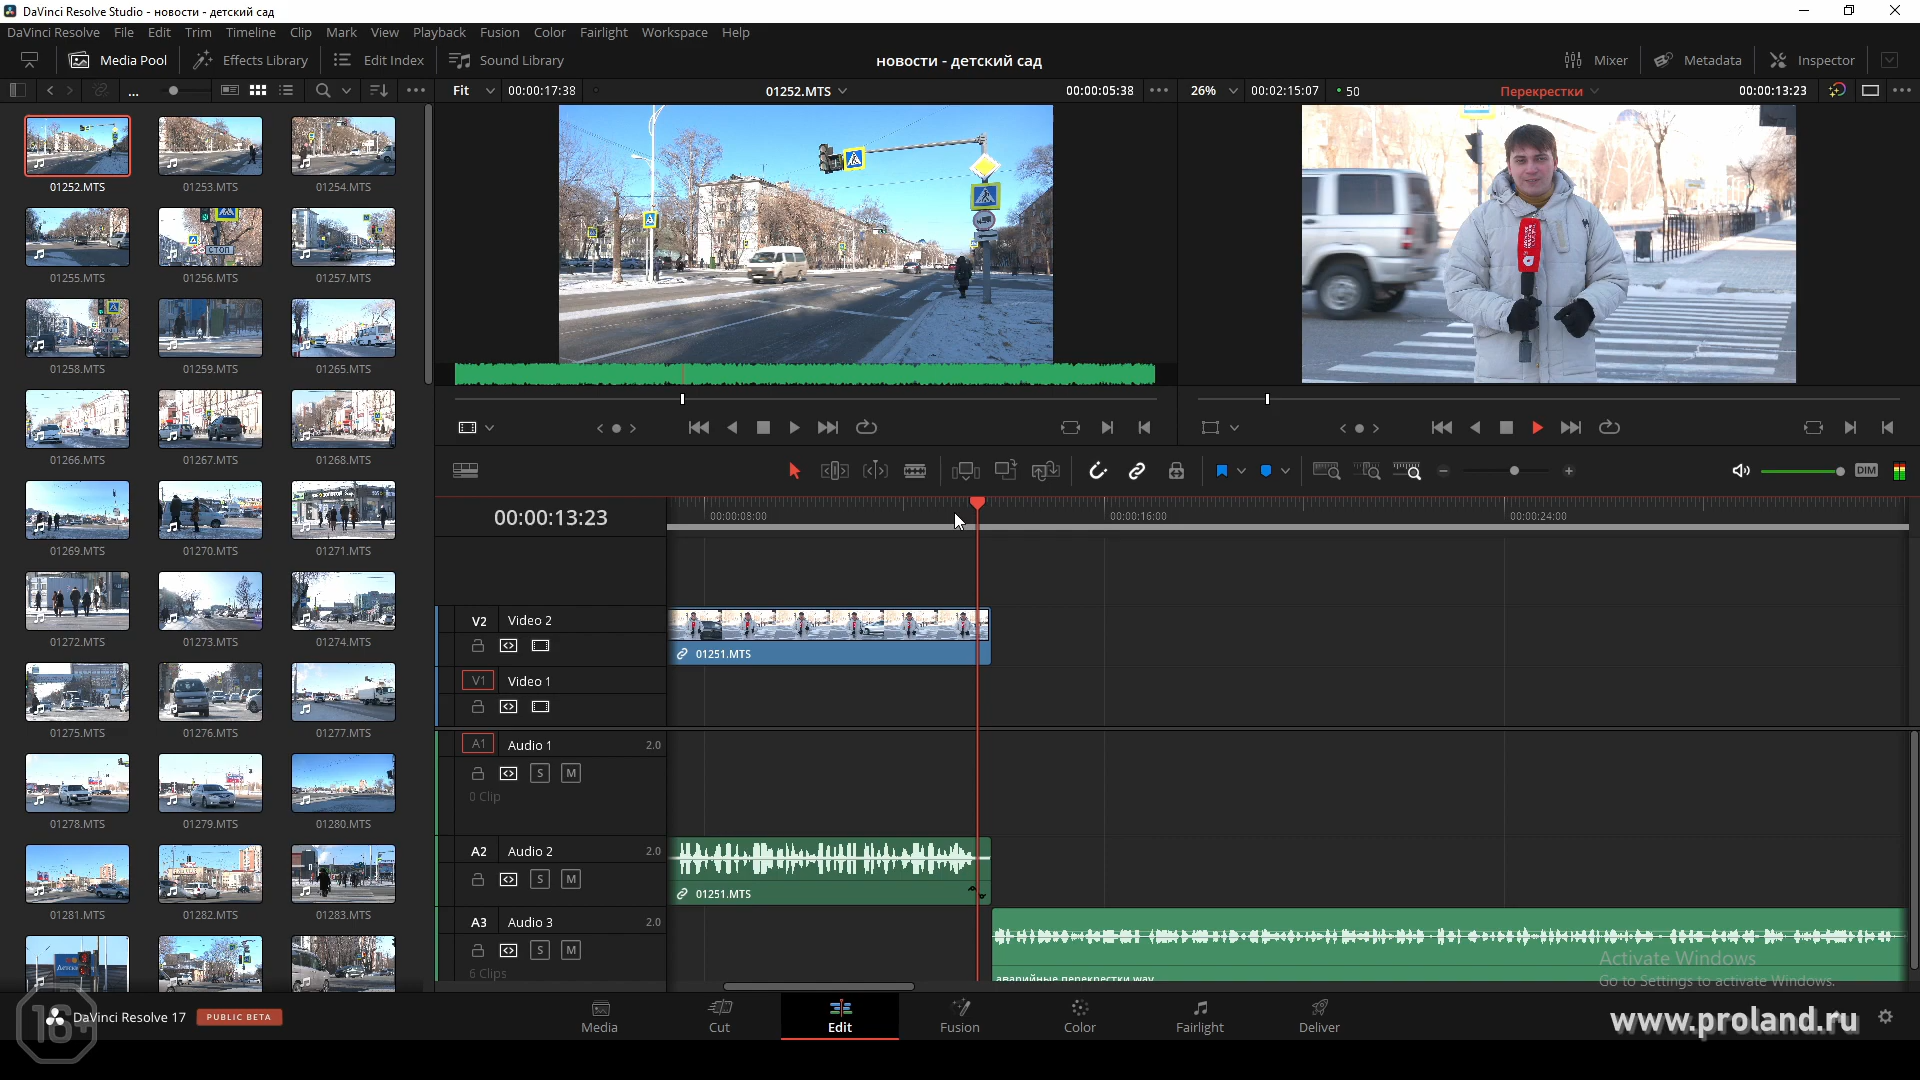 DaVinci Resolve Studio - новости - детский сад
DaVinci Resolve File Edit Trim Timeline Clip Mark View Playback Fusion Color Fairlight Workspace Help
Media Pool Effects Library Edit Index Sound Library новости - детский сад Mixer Metadata Inspector
... Fit 00:00:17:38 01252.MTS 00:00:05:38 26% 00:02:15:07 50 Перекрестки 00:00:13:23
01252.MTS 01253.MTS 01254.MTS
01255.MTS 01256.MTS 01257.MTS
СТОП
01258.MTS 01259.MTS 01265.MTS
01266.MTS 01267.MTS 01268.MTS
01269.MTS 01270.MTS 01271.MTS
01272.MTS 01273.MTS 01274.MTS
01275.MTS 01276.MTS 01277.MTS
01278.MTS 01279.MTS 01280.MTS
01281.MTS 01282.MTS 01283.MTS
DIM
00:00:13:23
00:00:08:00 00:00:16:00 00:00:24:00
V2 Video 2
01251.MTS
V1 Video 1
A1 Audio 1 2.0
S M
0 Clip
A2 Audio 2 2.0
S M
01251.MTS
A3 Audio 3 2.0
S M
6 Clips
аварийные перекрестки.wav
Activate Windows
Go to Settings to activate Windows.
16+
DaVinci Resolve 17 PUBLIC BETA
Media Cut Edit Fusion Color Fairlight Deliver
www.proland.ru